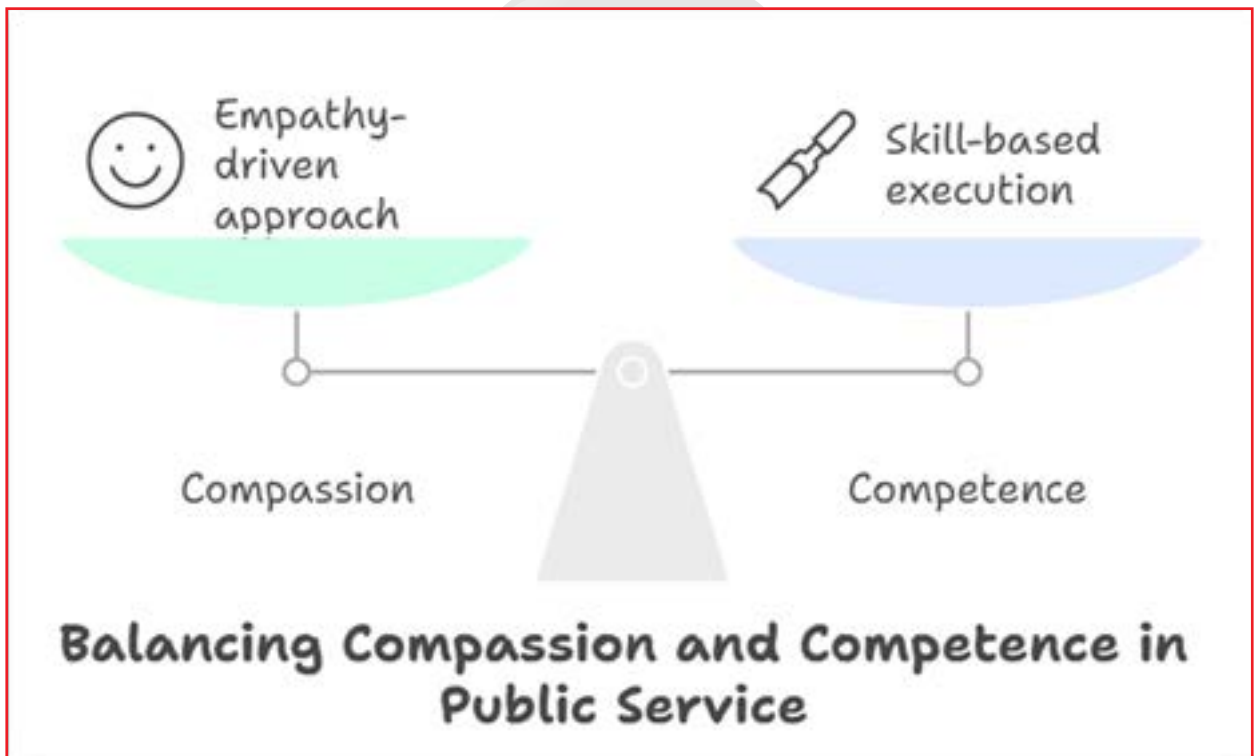 Empathy-
driven
approach
Skill-based
execution
Compassion
Competence
Balancing Compassion and Competence in
Public Service